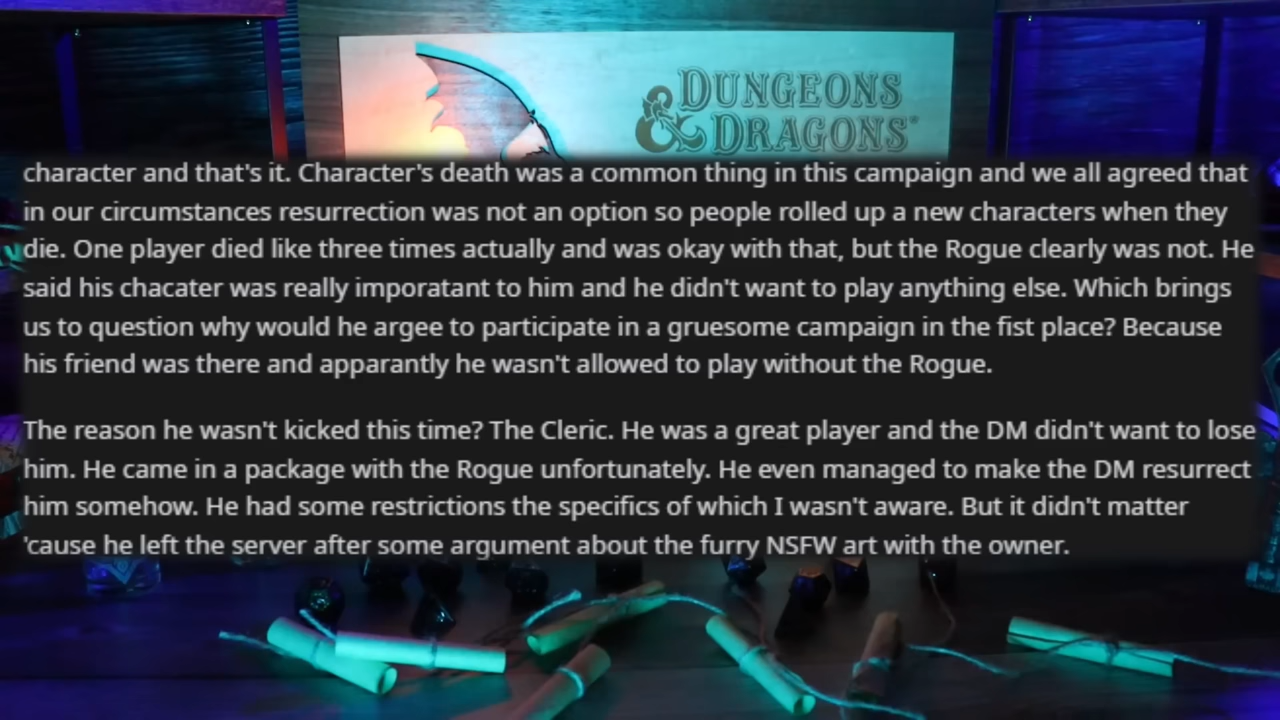 DUNGEONS
& DRAGONS®
character and that's it. Character's death was a common thing in this campaign and we all agreed that
in our circumstances resurrection was not an option so people rolled up a new characters when they
die. One player died like three times actually and was okay with that, but the Rogue clearly was not. He
said his chacater was really imporatant to him and he didn't want to play anything else. Which brings
us to question why would he argee to participate in a gruesome campaign in the fist place? Because
his friend was there and apparantly he wasn't allowed to play without the Rogue.
The reason he wasn't kicked this time? The Cleric. He was a great player and the DM didn't want to lose
him. He came in a package with the Rogue unfortunately. He even managed to make the DM resurrect
him somehow. He had some restrictions the specifics of which I wasn't aware. But it didn't matter
'cause he left the server after some argument about the furry NSFW art with the owner.